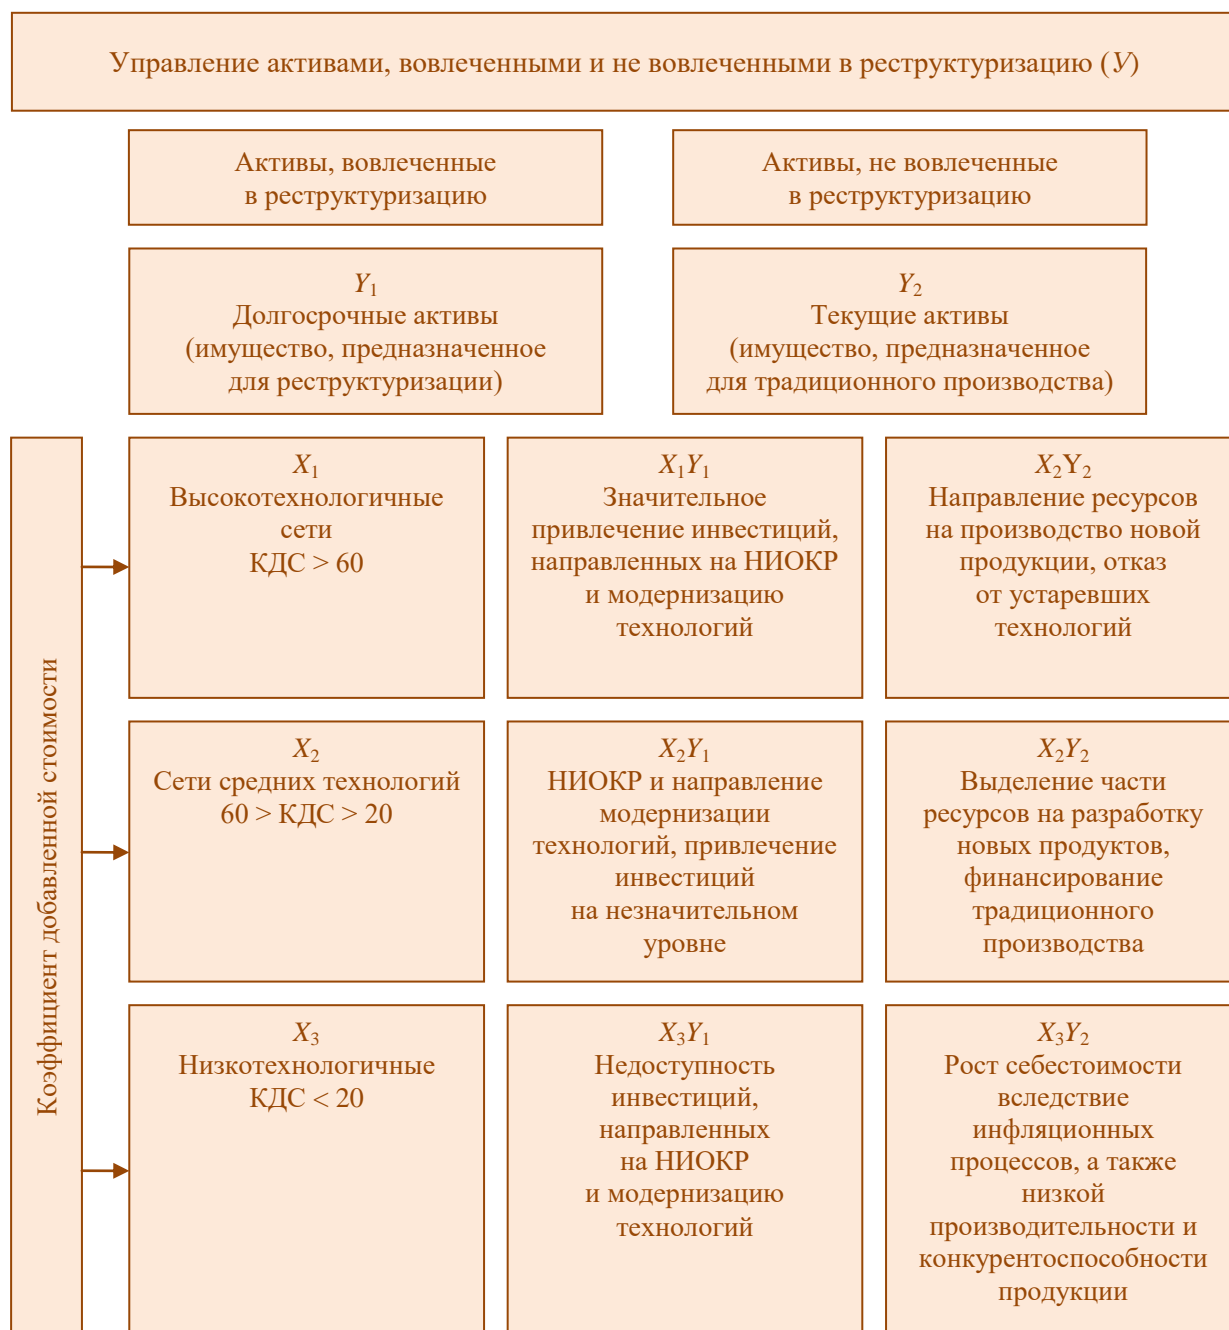 Управление активами, вовлеченными и не вовлеченными в реструктуризацию (У)
Активы, вовлеченные
в реструктуризацию
Активы, не вовлеченные
в реструктуризацию
Y1
Долгосрочные активы
(имущество, предназначенное
для реструктуризации)
Y2
Текущие активы
(имущество, предназначенное
для традиционного производства)
Коэффициент добавленной стоимости
X1
Высокотехнологичные
сети
КДС > 60
X1Y1
Значительное
привлечение инвестиций,
направленных на НИОКР
и модернизацию
технологий
X2Y2
Направление ресурсов
на производство новой
продукции, отказ
от устаревших
технологий
X2
Сети средних технологий
60 > КДС > 20
X2Y1
НИОКР и направление
модернизации
технологий, привлечение
инвестиций
на незначительном
уровне
X2Y2
Выделение части
ресурсов на разработку
новых продуктов,
финансирование
традиционного
производства
X3
Низкотехнологичные
КДС < 20
X3Y1
Недоступность
инвестиций,
направленных
на НИОКР
и модернизацию
технологий
X3Y2
Рост себестоимости
вследствие
инфляционных
процессов, а также
низкой
производительности и
конкурентоспособности
продукции